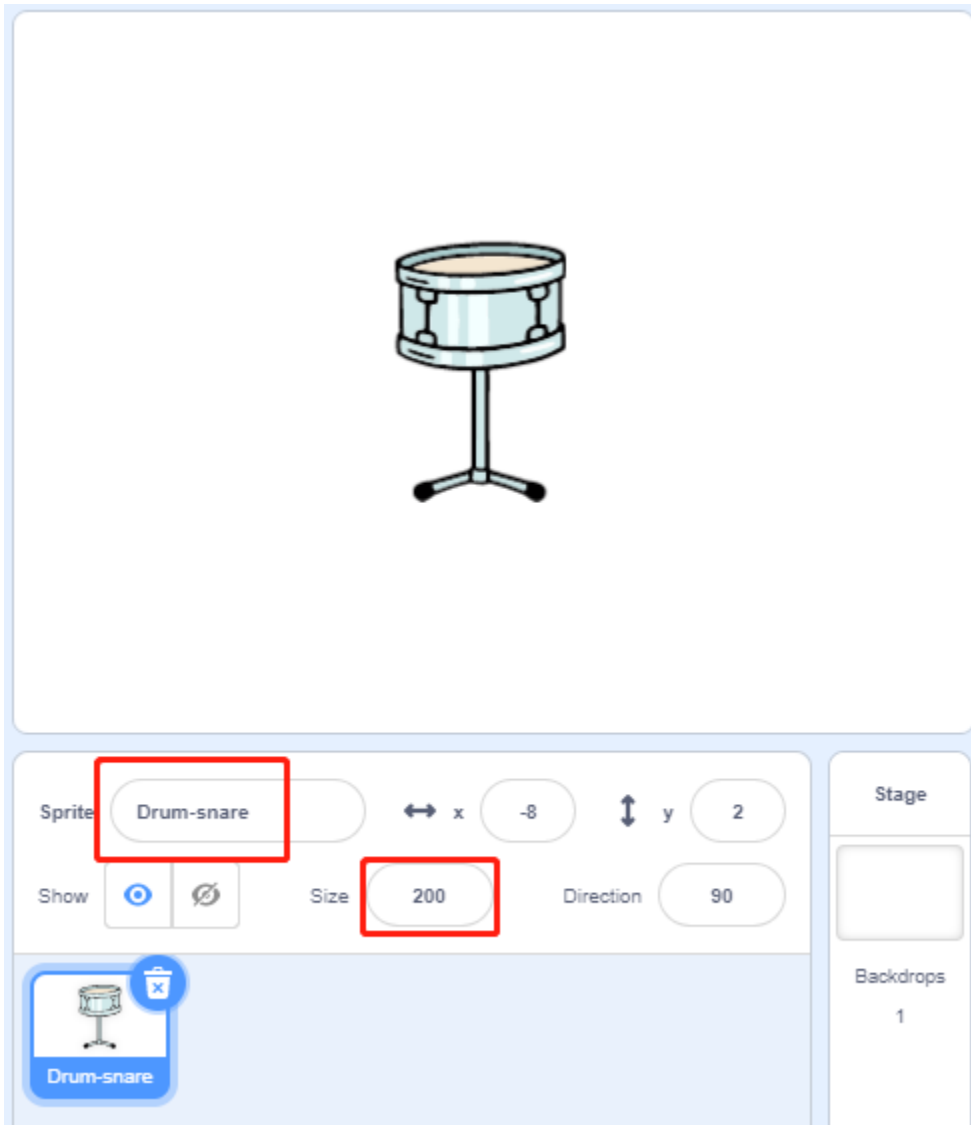 Sprite Drum-snare x -8 y 2
Show Size 200 Direction 90
Drum-snare
Stage
Backdrops
1